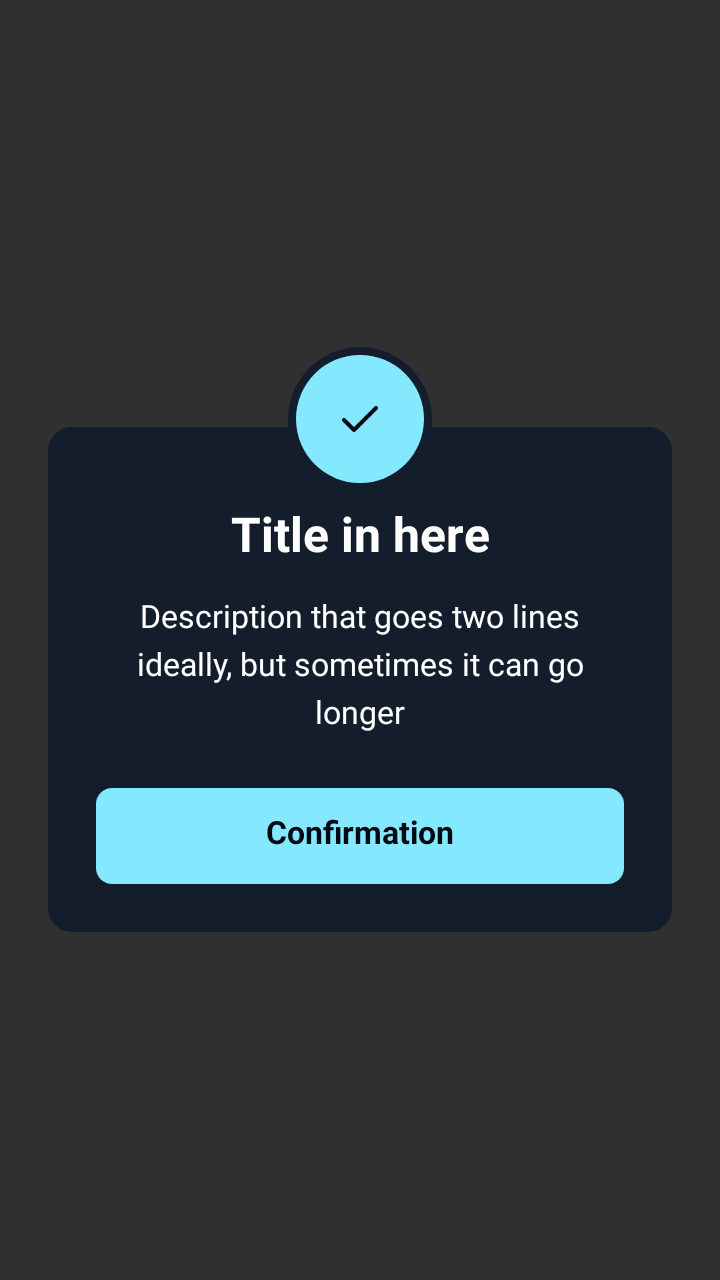 Title in here
Description that goes two lines
ideally, but sometimes it can go
longer
Confirmation